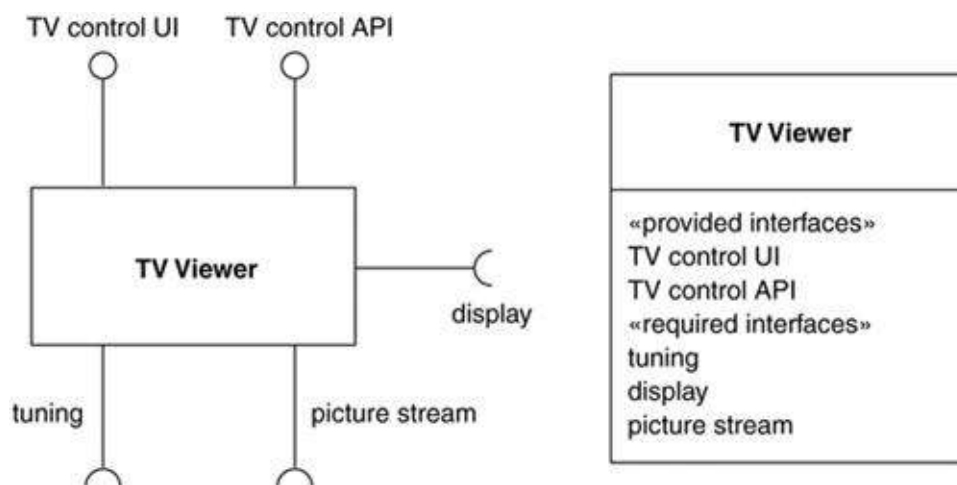 TV control UI
TV control API
TV Viewer
display
tuning
picture stream
TV Viewer
«provided interfaces»
TV control UI
TV control API
«required interfaces»
tuning
display
picture stream